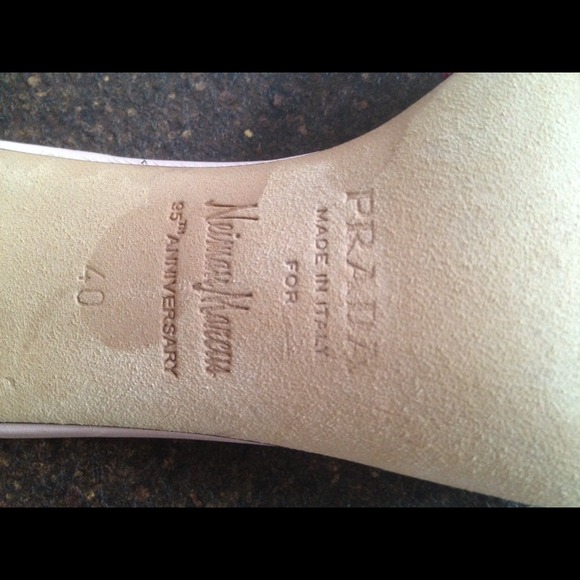 PRADA
MADE IN ITALY
FOR
Neiman Marcus
95TH ANNIVERSARY
40